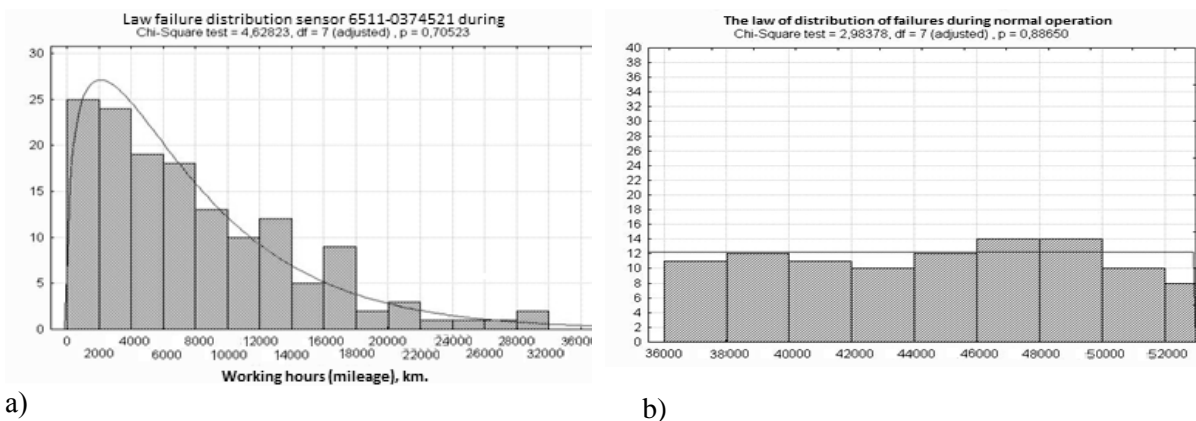 Law failure distribution sensor 6511-0374521 during
Chi-Square test = 4,62823, df = 7 (adjusted) , p = 0,70523
30
25
20
15
10
5
0
0 4000 8000 12000 16000 20000 24000 28000 36000
2000 6000 10000 14000 18000 22000 26000 32000
Working hours (mileage), km.
a)
The law of distribution of failures during normal operation
Chi-Square test = 2,98378, df = 7 (adjusted) , p = 0,88650
40
38
36
34
32
30
28
26
24
22
20
18
16
14
12
10
8
6
4
2
0
36000 38000 40000 42000 44000 46000 48000 50000 52000
b)